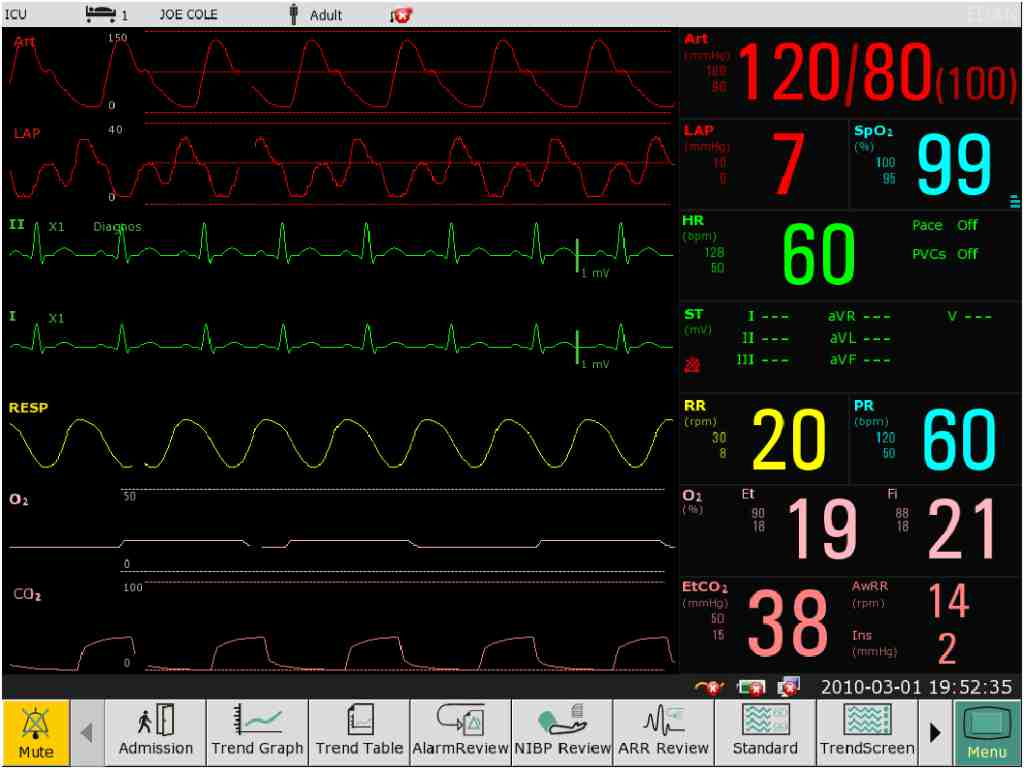 ICU 1 JOE COLE Adult EDAN
Art 150
0
LAP 40
0
II X1 Diagnos
1 mV
I X1
1 mV
RESP
O₂ 50
0
CO₂ 100
0
Art
(mmHg)
160
90
120/80(100)
LAP
(mmHg)
10
0
7
SpO₂
(%)
100
95
99
HR
(bpm)
128
50
60
Pace Off
PVCs Off
ST
(mV)
I --- aVR --- V ---
II --- aVL ---
III --- aVF ---
RR
(rpm)
30
8
20
PR
(bpm)
120
50
60
O₂
(%)
Et
90
18
19
Fi
88
18
21
EtCO₂
(mmHg)
50
15
38
AwRR
(rpm)
14
Ins
(mmHg)
2
2010-03-01 19:52:35
Mute
Admission
Trend Graph
Trend Table
AlarmReview
NIBP Review
ARR Review
Standard
TrendScreen
Menu